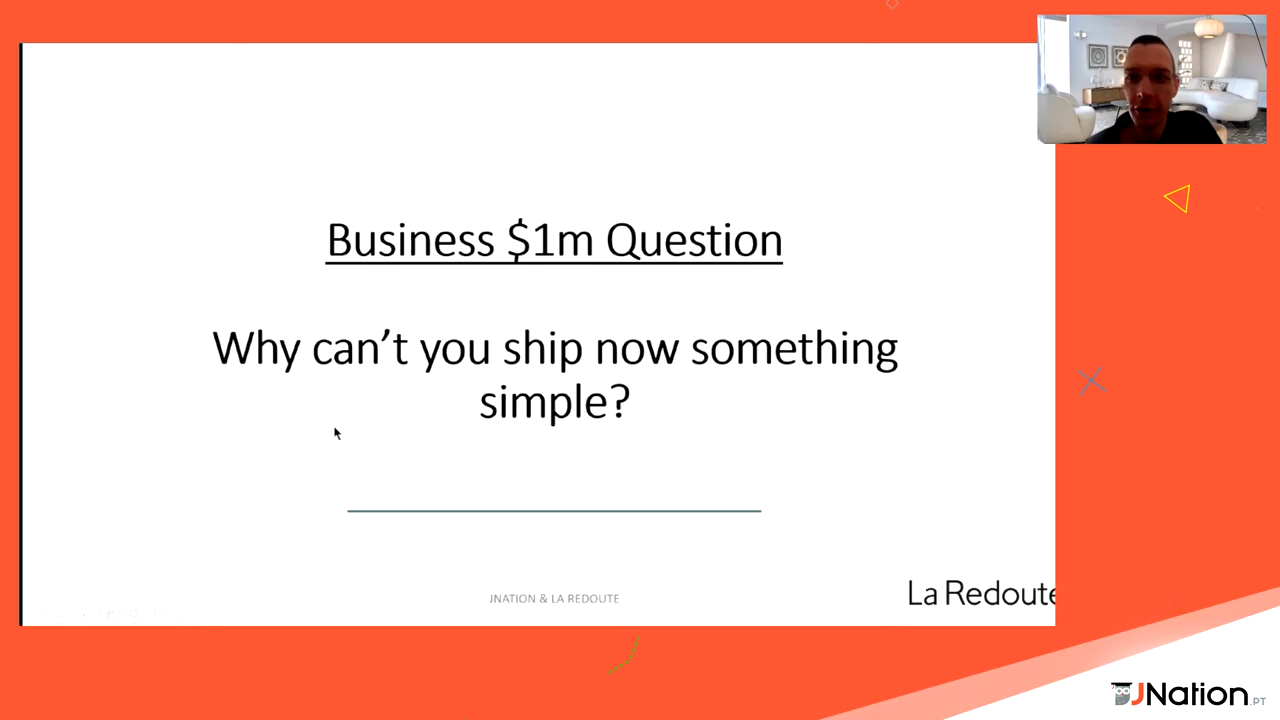 Business $1m Question
Why can't you ship now something
simple?
JNATION & LA REDOUTE
La Redoute
JNation.PT